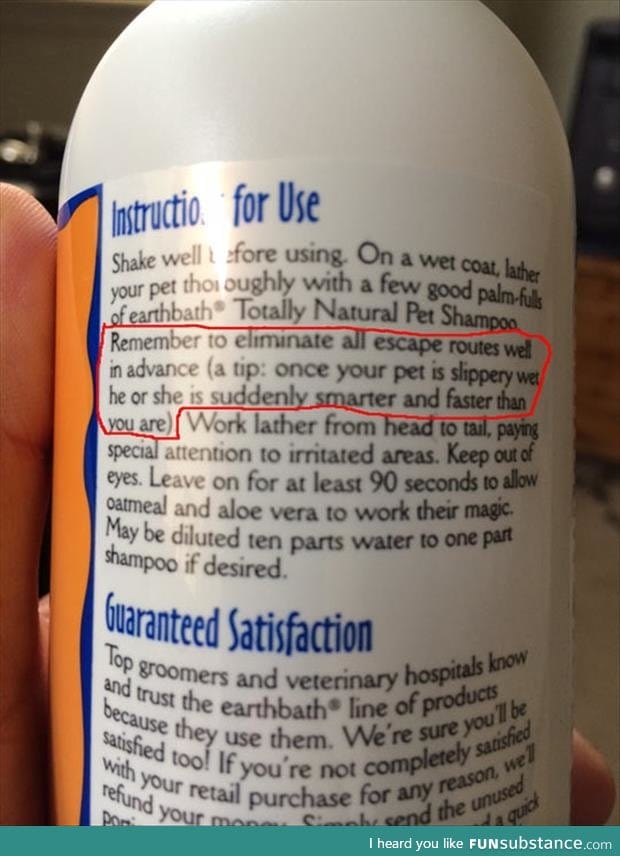 Instructio for Use
Shake well before using. On a wet coat, lather
your pet thoroughly with a few good palm-fulls
of earthbath® Totally Natural Pet Shampoo.
Remember to eliminate all escape routes well
in advance (a tip: once your pet is slippery wet
he or she is suddenly smarter and faster than
you are). Work lather from head to tail, paying
special attention to irritated areas. Keep out of
eyes. Leave on for at least 90 seconds to allow
oatmeal and aloe vera to work their magic.
May be diluted ten parts water to one part
shampoo if desired.
Guaranteed Satisfaction
Top groomers and veterinary hospitals know
and trust the earthbath® line of products
because they use them. We're sure you'll be
satisfied too! If you're not completely satisfied
with your retail purchase for any reason, we'll
refund your money. Simply send the unused
a quick
I heard you like FUNsubstance.com